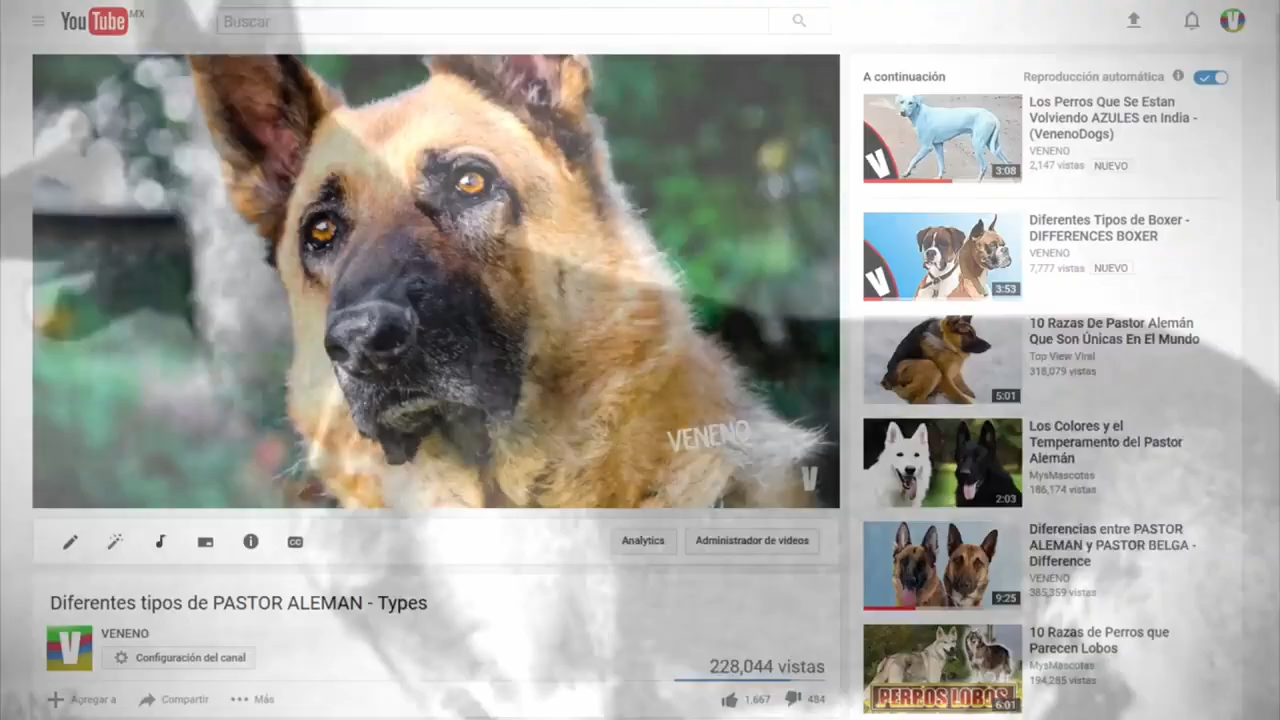 YouTube MX
Buscar
VENENO
V
Analytics
Administrador de videos
Diferentes tipos de PASTOR ALEMAN - Types
V
VENENO
Configuración del canal
228,044 vistas
Agregar a
Compartir
Más
1,667
484
A continuación
Reproducción automática
Los Perros Que Se Estan
Volviendo AZULES en India -
(VenenoDogs)
VENENO
2,147 vistas NUEVO
V
3:08
Diferentes Tipos de Boxer -
DIFFERENCES BOXER
VENENO
7,777 vistas NUEVO
V
3:53
10 Razas De Pastor Alemán
Que Son Únicas En El Mundo
Top View Viral
318,079 vistas
5:01
Los Colores y el
Temperamento del Pastor
Alemán
MysMascotas
186,174 vistas
2:03
Diferencias entre PASTOR
ALEMAN y PASTOR BELGA -
Difference
VENENO
385,359 vistas
9:25
10 Razas de Perros que
Parecen Lobos
MysMascotas
194,285 vistas
PERROS LOBOS
6:01